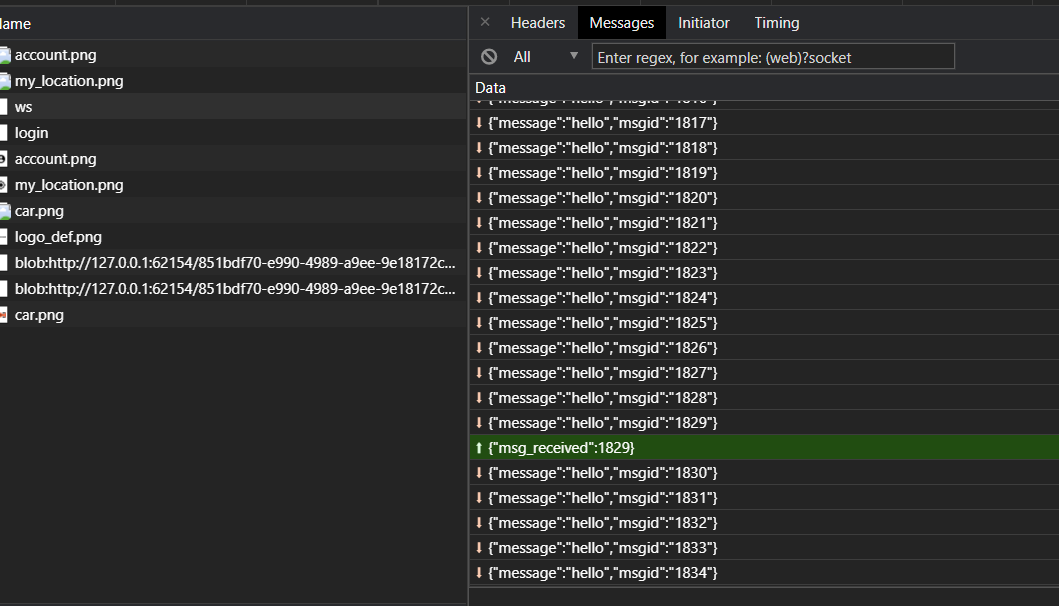 ame
account.png
my_location.png
ws
login
account.png
my_location.png
car.png
logo_def.png
blob:http://127.0.0.1:62154/851bdf70-e990-4989-a9ee-9e18172c...
blob:http://127.0.0.1:62154/851bdf70-e990-4989-a9ee-9e18172c...
car.png
Headers Messages Initiator Timing
All Enter regex, for example: (web)?socket
Data
{"message":"hello","msgid":"1816"}
{"message":"hello","msgid":"1817"}
{"message":"hello","msgid":"1818"}
{"message":"hello","msgid":"1819"}
{"message":"hello","msgid":"1820"}
{"message":"hello","msgid":"1821"}
{"message":"hello","msgid":"1822"}
{"message":"hello","msgid":"1823"}
{"message":"hello","msgid":"1824"}
{"message":"hello","msgid":"1825"}
{"message":"hello","msgid":"1826"}
{"message":"hello","msgid":"1827"}
{"message":"hello","msgid":"1828"}
{"message":"hello","msgid":"1829"}
{"msg_received":1829}
{"message":"hello","msgid":"1830"}
{"message":"hello","msgid":"1831"}
{"message":"hello","msgid":"1832"}
{"message":"hello","msgid":"1833"}
{"message":"hello","msgid":"1834"}